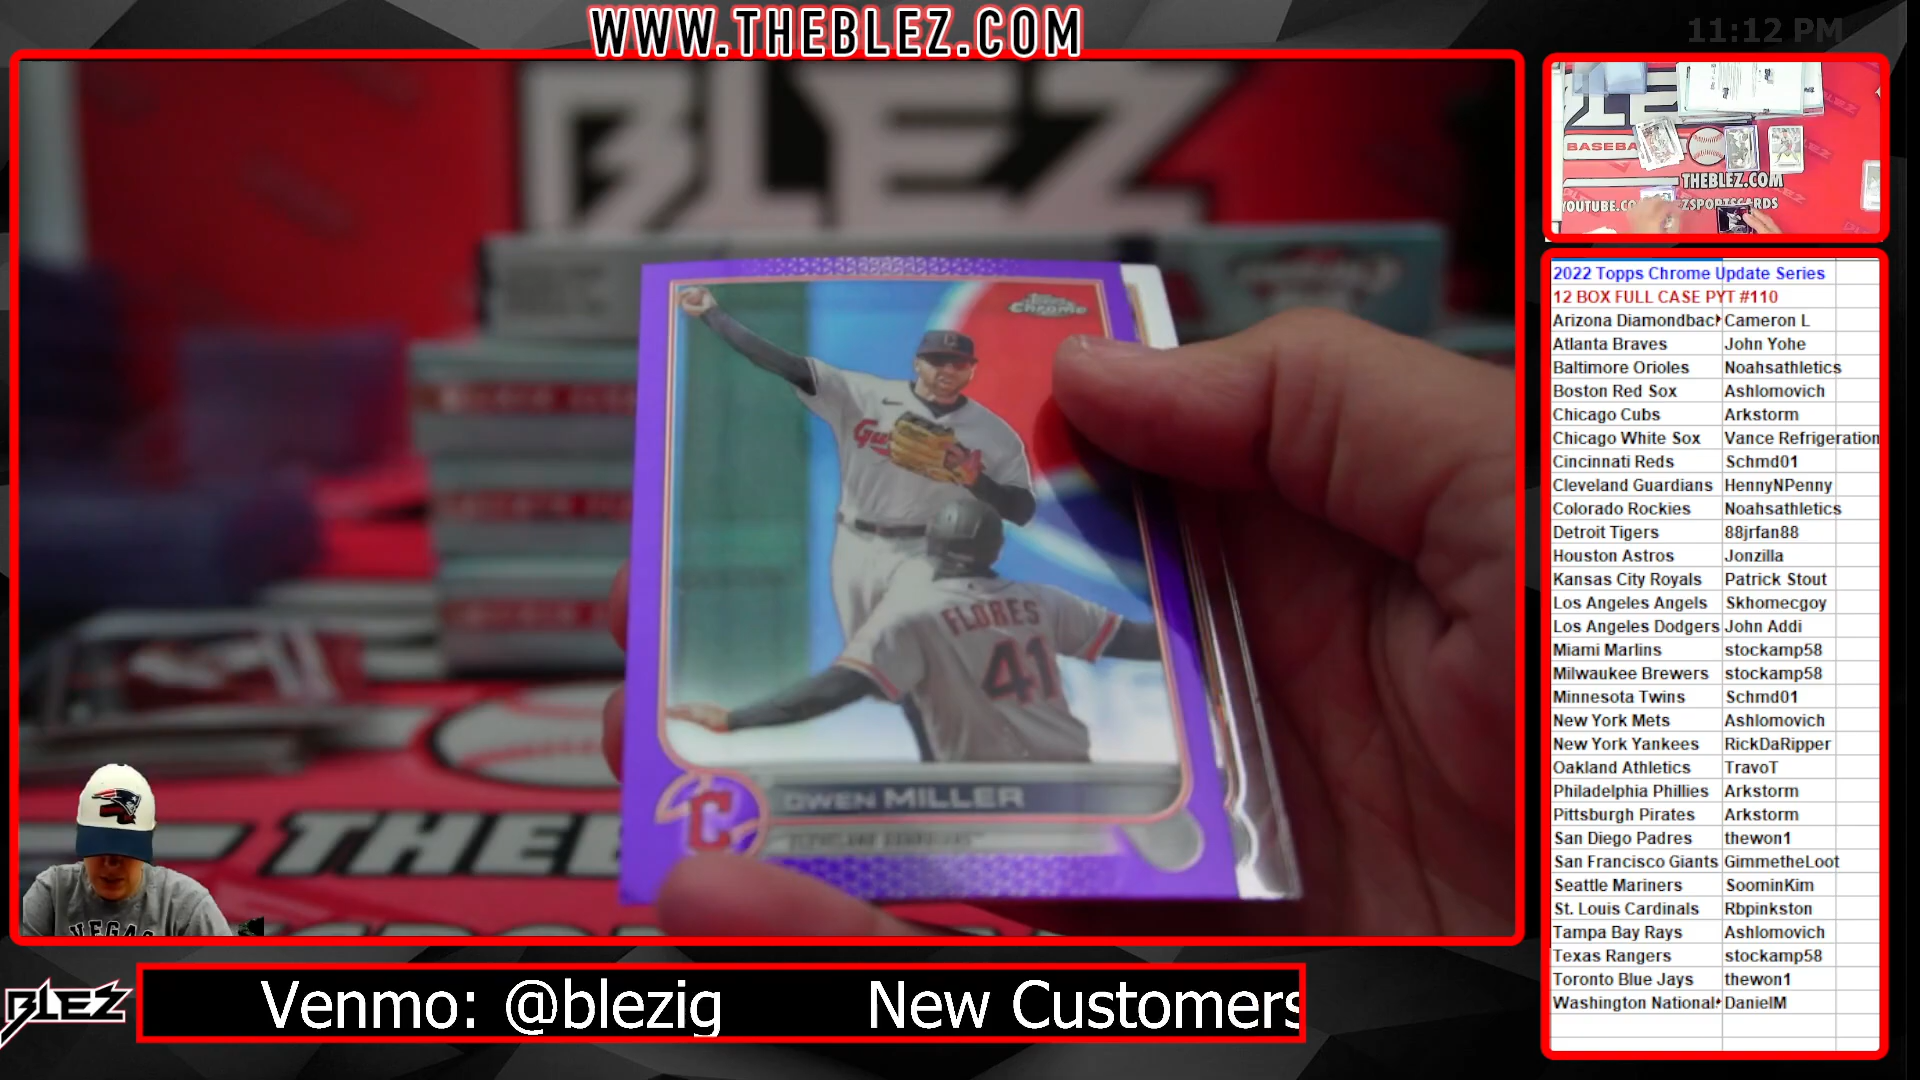 WWW.THEBLEZ.COM
11:12 PM
BLEZ
Topps
Chrome
Gu
FLORES
41
OWEN MILLER
CLEVELAND GUARDIANS
C
THEB
VEGAS
BASEBA
THEBLEZ.COM
YOUTUBE.CO
ZSPORTSCARDS
2022 Topps Chrome Update Series
12 BOX FULL CASE PYT #110
Arizona Diamondbac Cameron L
Atlanta Braves John Yohe
Baltimore Orioles Noahsathletics
Boston Red Sox Ashlomovich
Chicago Cubs Arkstorm
Chicago White Sox Vance Refrigeration
Cincinnati Reds Schmd01
Cleveland Guardians HennyNPenny
Colorado Rockies Noahsathletics
Detroit Tigers 88jrfan88
Houston Astros Jonzilla
Kansas City Royals Patrick Stout
Los Angeles Angels Skhomecgoy
Los Angeles Dodgers John Addi
Miami Marlins stockamp58
Milwaukee Brewers stockamp58
Minnesota Twins Schmd01
New York Mets Ashlomovich
New York Yankees RickDaRipper
Oakland Athletics TravoT
Philadelphia Phillies Arkstorm
Pittsburgh Pirates Arkstorm
San Diego Padres thewon1
San Francisco Giants GimmetheLoot
Seattle Mariners SoominKim
St. Louis Cardinals Rbpinkston
Tampa Bay Rays Ashlomovich
Texas Rangers stockamp58
Toronto Blue Jays thewon1
Washington National DanielM
BLEZ
Venmo: @blezig New Customers